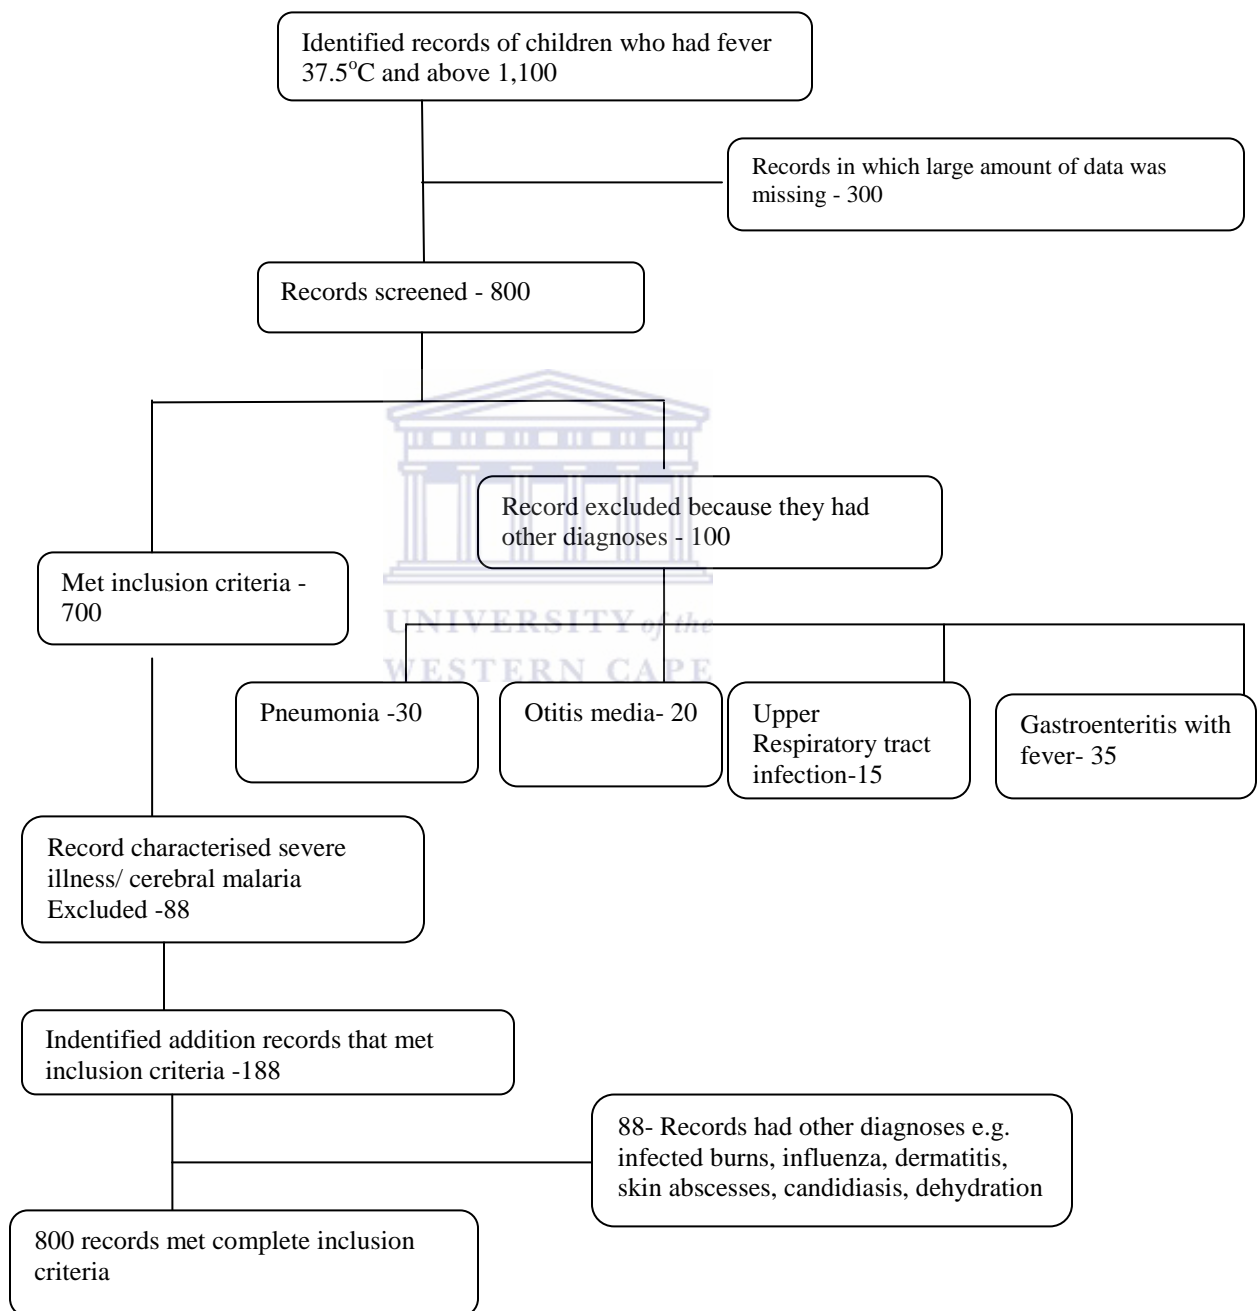 Identified records of children who had fever
37.5°C and above 1,100
Records in which large amount of data was
missing - 300
Records screened - 800
Record excluded because they had
other diagnoses - 100
Met inclusion criteria -
700
UNIVERSITY of the
WESTERN CAPE
Pneumonia -30
Otitis media- 20
Upper
Respiratory tract
infection-15
Gastroenteritis with
fever- 35
Record characterised severe
illness/ cerebral malaria
Excluded -88
Indentified addition records that met
inclusion criteria -188
88- Records had other diagnoses e.g.
infected burns, influenza, dermatitis,
skin abscesses, candidiasis, dehydration
800 records met complete inclusion
criteria